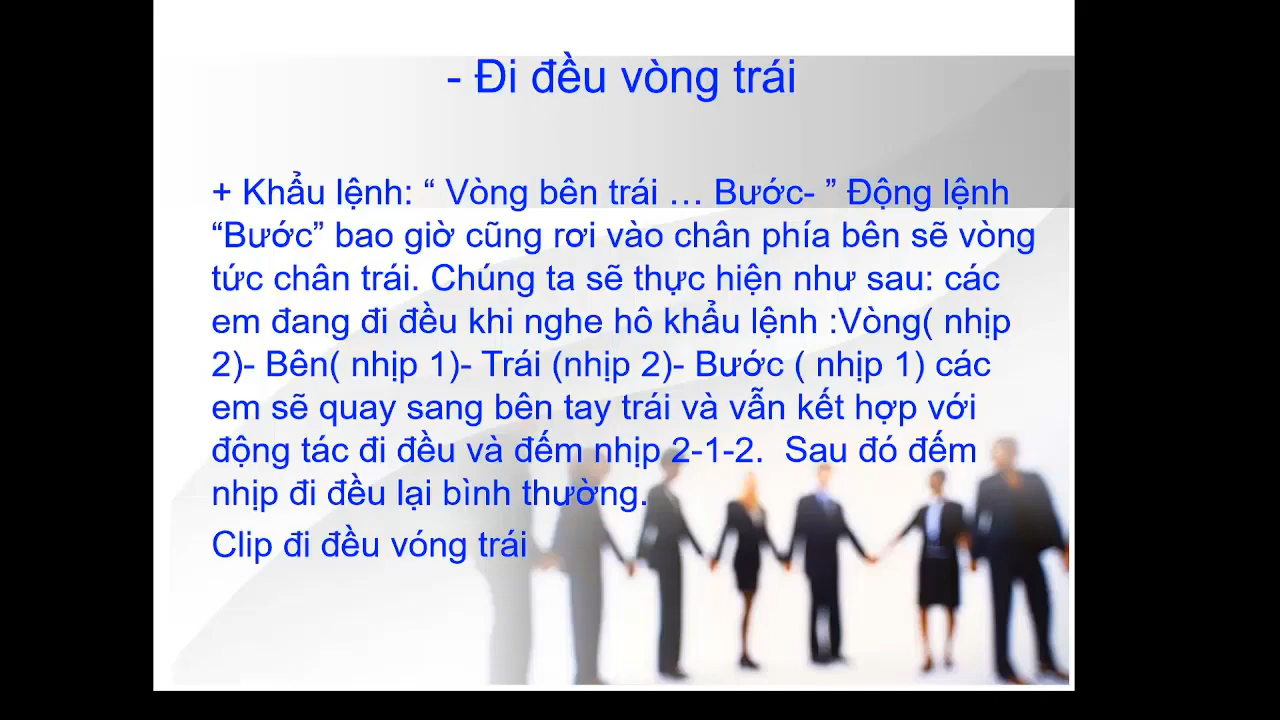 - Đi đều vòng trái
+ Khẩu lệnh: “ Vòng bên trái … Bước- ” Động lệnh
“Bước” bao giờ cũng rơi vào chân phía bên sẽ vòng
tức chân trái. Chúng ta sẽ thực hiện như sau: các
em đang đi đều khi nghe hô khẩu lệnh :Vòng( nhịp
2)- Bên( nhịp 1)- Trái (nhịp 2)- Bước ( nhịp 1) các
em sẽ quay sang bên tay trái và vẫn kết hợp với
động tác đi đều và đếm nhịp 2-1-2.  Sau đó đếm
nhịp đi đều lại bình thường.
Clip đi đều vóng trái